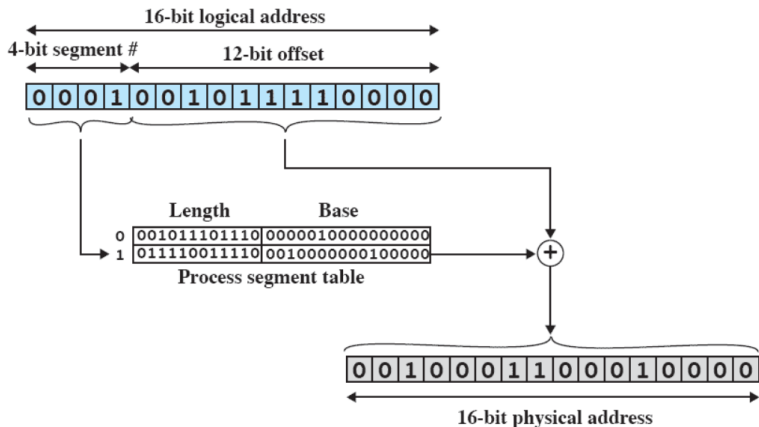 16-bit logical address
4-bit segment # 12-bit offset
0 0 0 1 0 0 1 0 1 1 1 1 0 0 0 0
Length Base
0 001011101110 0000010000000000
1 011110011110 0010000000100000
Process segment table
+
0 0 1 0 0 0 1 1 0 0 0 1 0 0 0 0
16-bit physical address